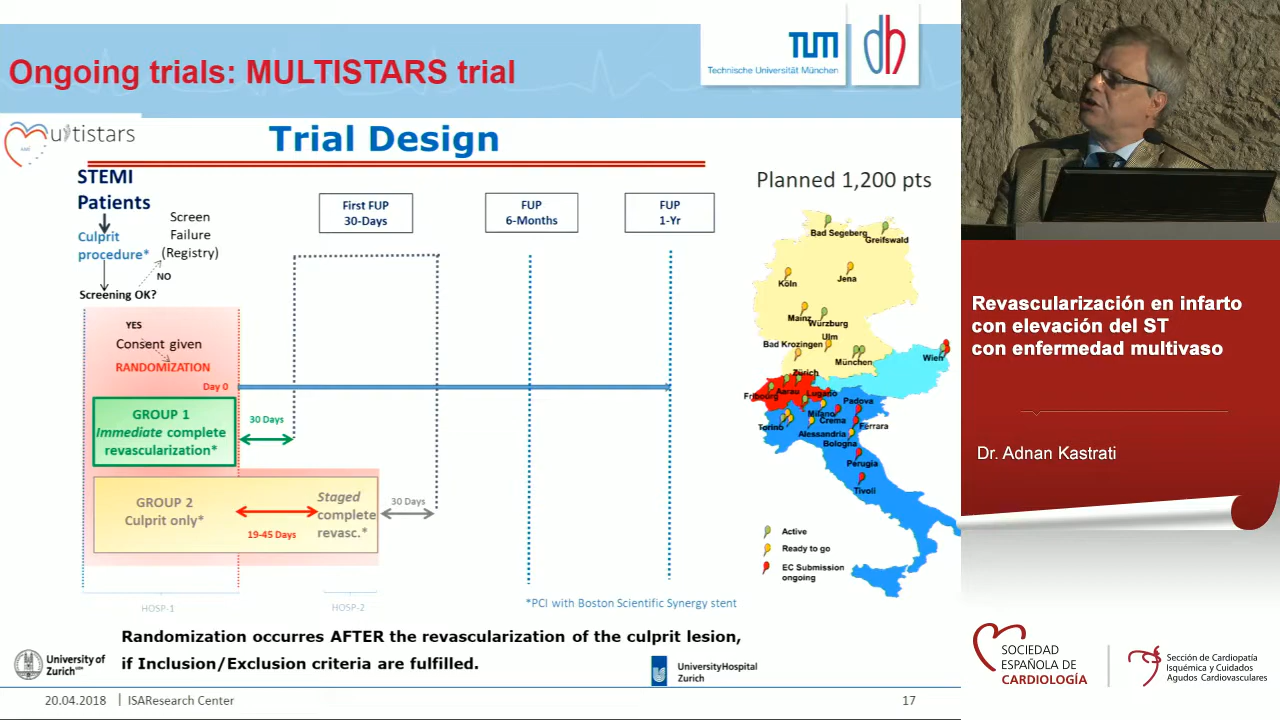 Ongoing trials: MULTISTARS trial
TUM
Technische Universität München
dh
ultistars
Trial Design
STEMI
Patients
Culprit
procedure*
Screen
Failure
(Registry)
NO
Screening OK?
YES
Consent given
RANDOMIZATION
Day 0
First FUP
30-Days
FUP
6-Months
FUP
1-Yr
GROUP 1
Immediate complete
revascularization*
30 Days
GROUP 2
Culprit only*
19-45 Days
Staged
complete
revasc.*
30 Days
HOSP-1
HOSP-2
*PCI with Boston Scientific Synergy stent
Planned 1,200 pts
Bad Segeberg
Greifswald
Köln
Jena
Mainz
Würzburg
Ulm
Bad Krozingen
München
Wien
Zürich
Fribourg
Aarau
Lugano
Padova
Milano
Torino
Crema
Ferrara
Alessandria
Bologna
Perugia
Tivoli
Active
Ready to go
EC Submission
ongoing
Randomization occurres AFTER the revascularization of the culprit lesion,
if Inclusion/Exclusion criteria are fulfilled.
University of
Zurich
UniversityHospital
Zurich
20.04.2018
ISAResearch Center
17
Revascularización en infarto
con elevación del ST
con enfermedad multivaso
Dr. Adnan Kastrati
SOCIEDAD
ESPAÑOLA DE
CARDIOLOGÍA
Sección de Cardiopatía
Isquémica y Cuidados
Agudos Cardiovasculares